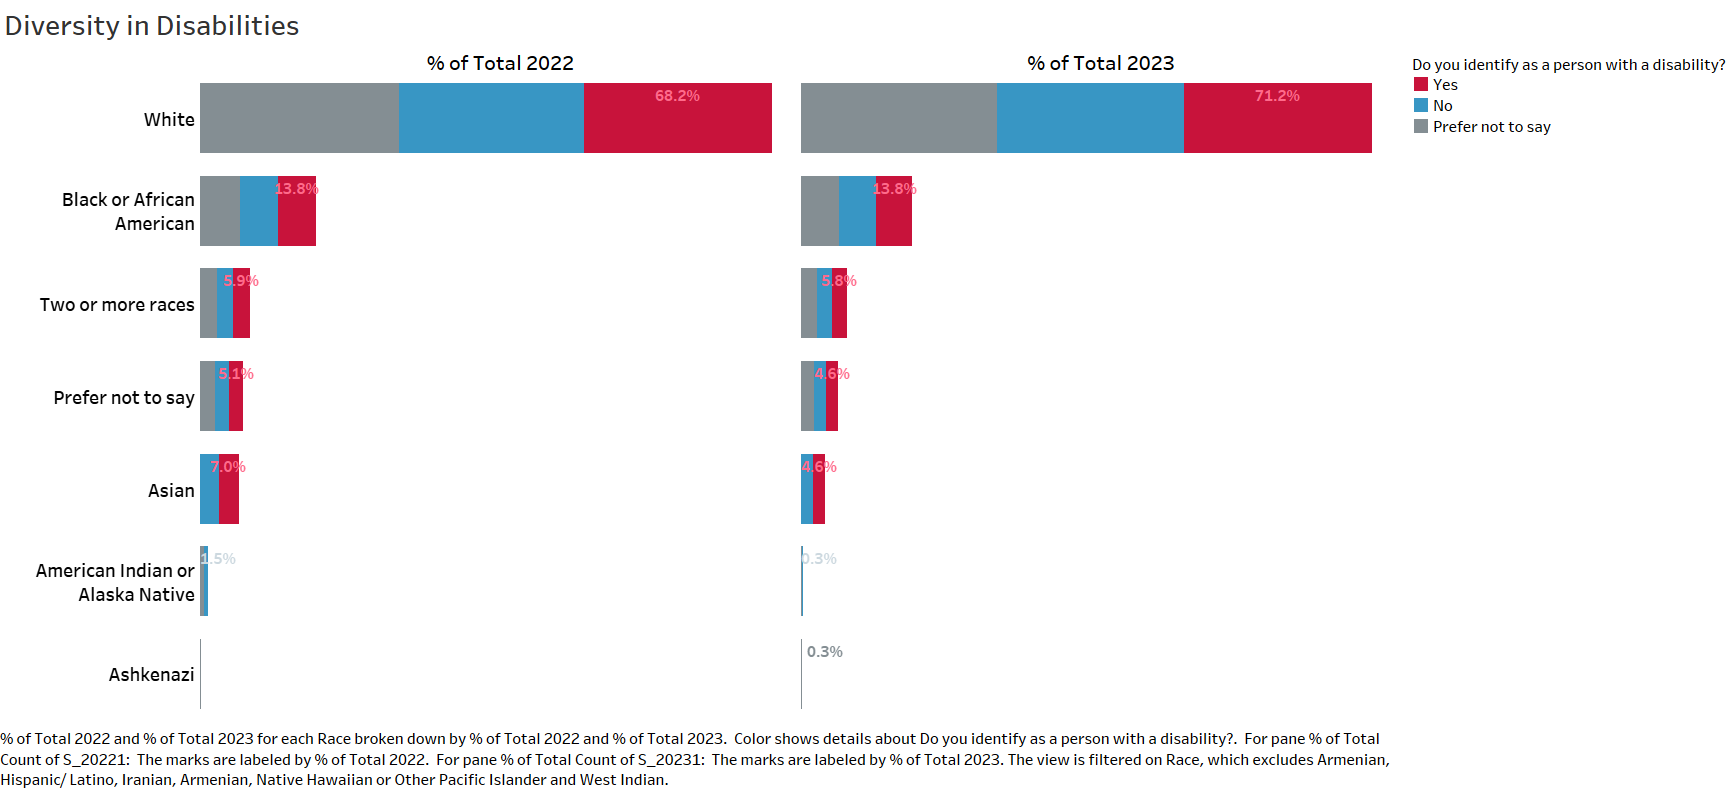 Diversity in Disabilities
% of Total 2022
% of Total 2023
Do you identify as a person with a disability?
Yes
No
Prefer not to say
White
68.2%
71.2%
Black or African
American
13.8%
13.8%
Two or more races
5.9%
5.8%
Prefer not to say
5.1%
4.6%
Asian
7.0%
4.6%
American Indian or
Alaska Native
1.5%
0.3%
Ashkenazi
0.3%
% of Total 2022 and % of Total 2023 for each Race broken down by % of Total 2022 and % of Total 2023.  Color shows details about Do you identify as a person with a disability?.  For pane % of Total
Count of S_20221:  The marks are labeled by % of Total 2022.  For pane % of Total Count of S_20231:  The marks are labeled by % of Total 2023. The view is filtered on Race, which excludes Armenian,
Hispanic/ Latino, Iranian, Armenian, Native Hawaiian or Other Pacific Islander and West Indian.